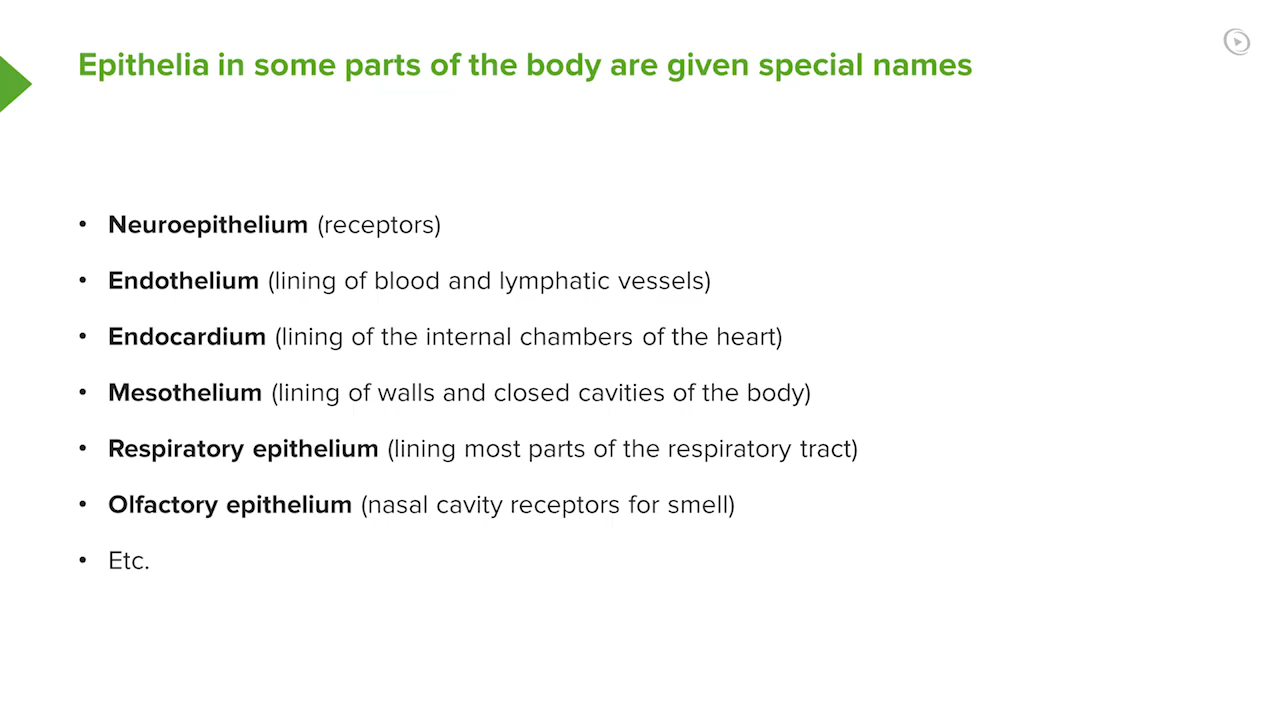 Epithelia in some parts of the body are given special names
• Neuroepithelium (receptors)
• Endothelium (lining of blood and lymphatic vessels)
• Endocardium (lining of the internal chambers of the heart)
• Mesothelium (lining of walls and closed cavities of the body)
• Respiratory epithelium (lining most parts of the respiratory tract)
• Olfactory epithelium (nasal cavity receptors for smell)
• Etc.